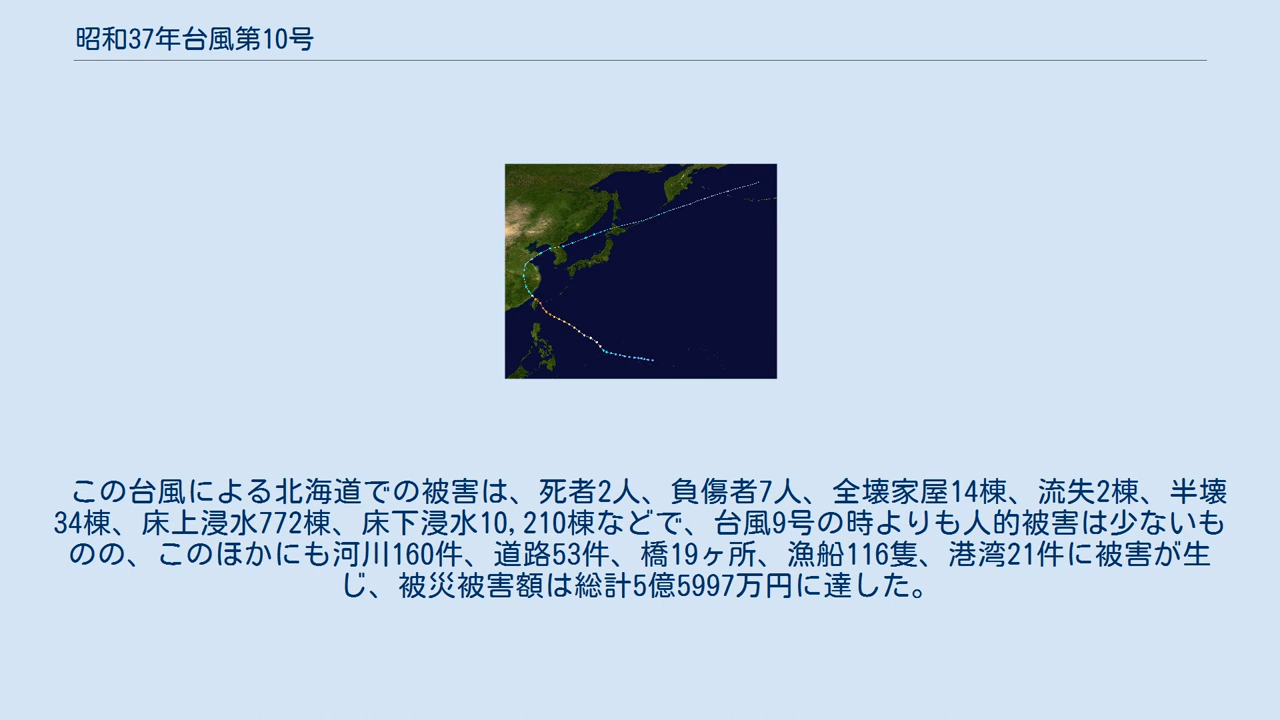 昭和37年台風第10号
この台風による北海道での被害は、死者2人、負傷者7人、全壊家屋14棟、流失2棟、半壊
34棟、床上浸水772棟、床下浸水10,210棟などで、台風9号の時よりも人的被害は少ないも
のの、このほかにも河川160件、道路53件、橋19ヶ所、漁船116隻、港湾21件に被害が生
じ、被災被害額は総計5億5997万円に達した。